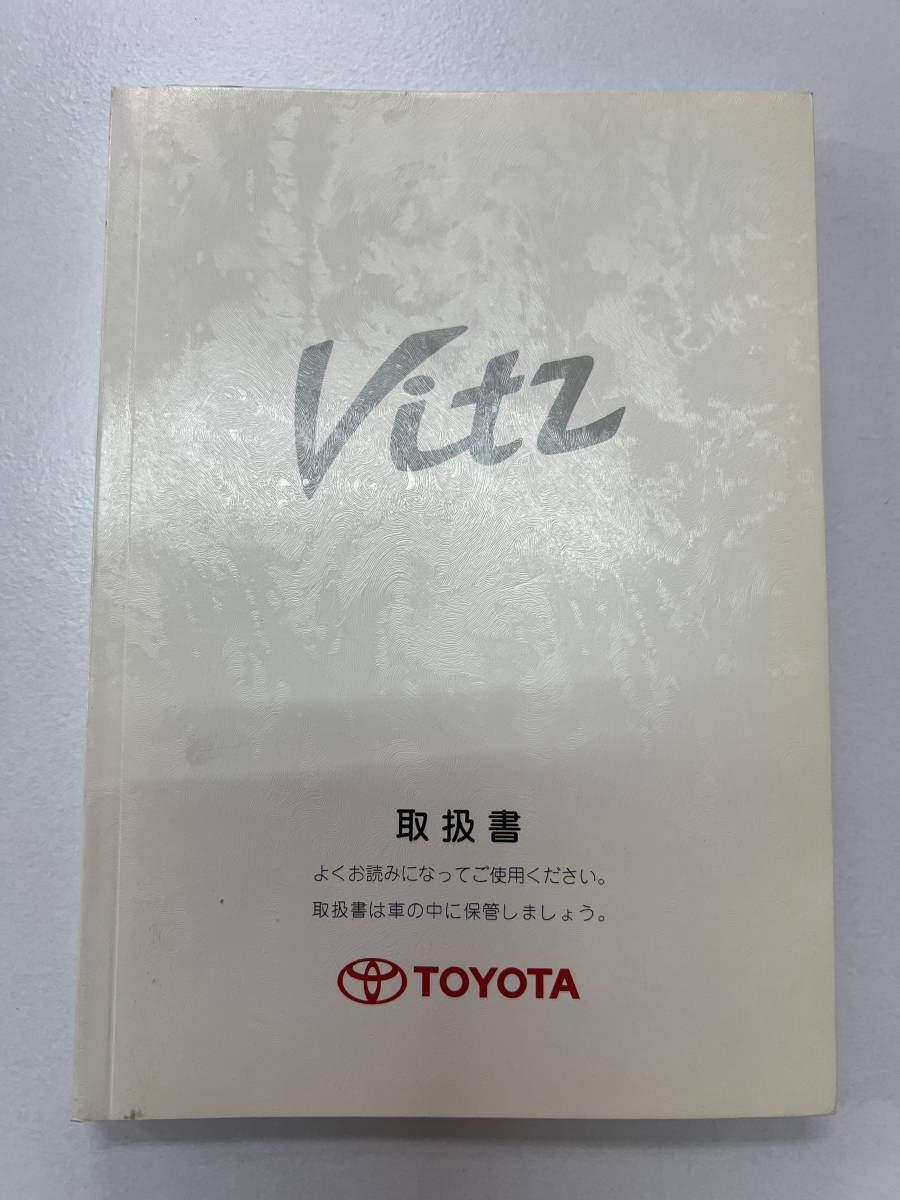 Vitz
取扱書
よくお読みになってご使用ください。
取扱書は車の中に保管しましょう。
TOYOTA